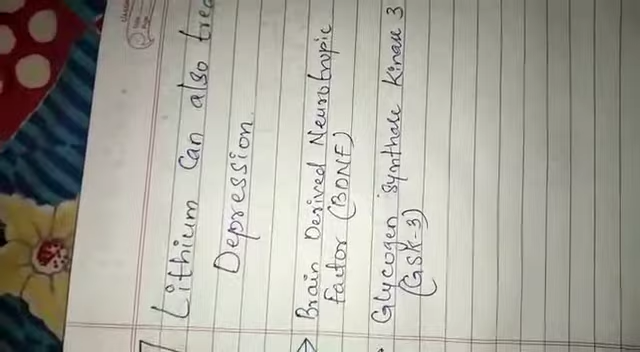 Lithium can also
Depression.
Brain Derived Neurotropic
Factor (BDNF)
Glycogen Synthase Kinase 3
(GSK-3)